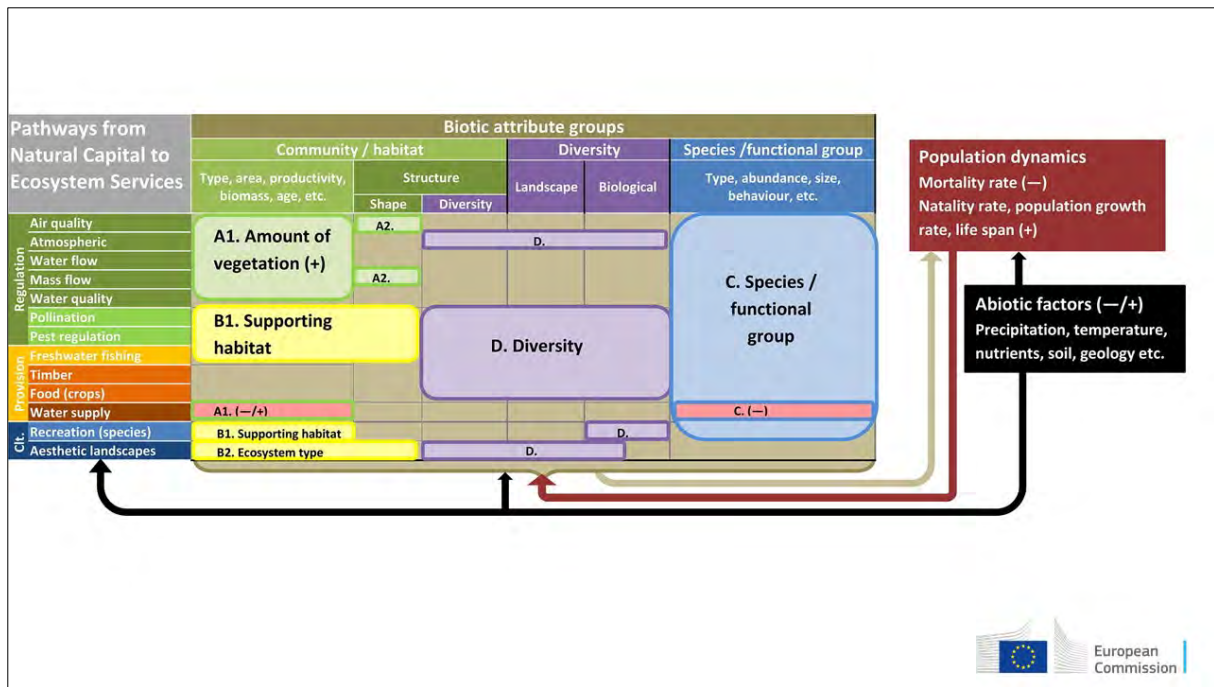 Pathways from
Natural Capital to
Ecosystem Services
Biotic attribute groups
Community / habitat
Diversity
Species /functional group
Type, area, productivity,
biomass, age, etc.
Structure
Shape
Diversity
Landscape
Biological
Type, abundance, size,
behaviour, etc.
Regulation
Air quality
Atmospheric
Water flow
Mass flow
Water quality
Pollination
Pest regulation
Provision
Freshwater fishing
Timber
Food (crops)
Water supply
Clt.
Recreation (species)
Aesthetic landscapes
A1. Amount of
vegetation (+)
A2.
D.
A2.
B1. Supporting
habitat
D. Diversity
C. Species /
functional
group
A1. (—/+)
C. (—)
B1. Supporting habitat
D.
B2. Ecosystem type
D.
Population dynamics
Mortality rate (—)
Natality rate, population growth
rate, life span (+)
Abiotic factors (—/+)
Precipitation, temperature,
nutrients, soil, geology etc.
European
Commission